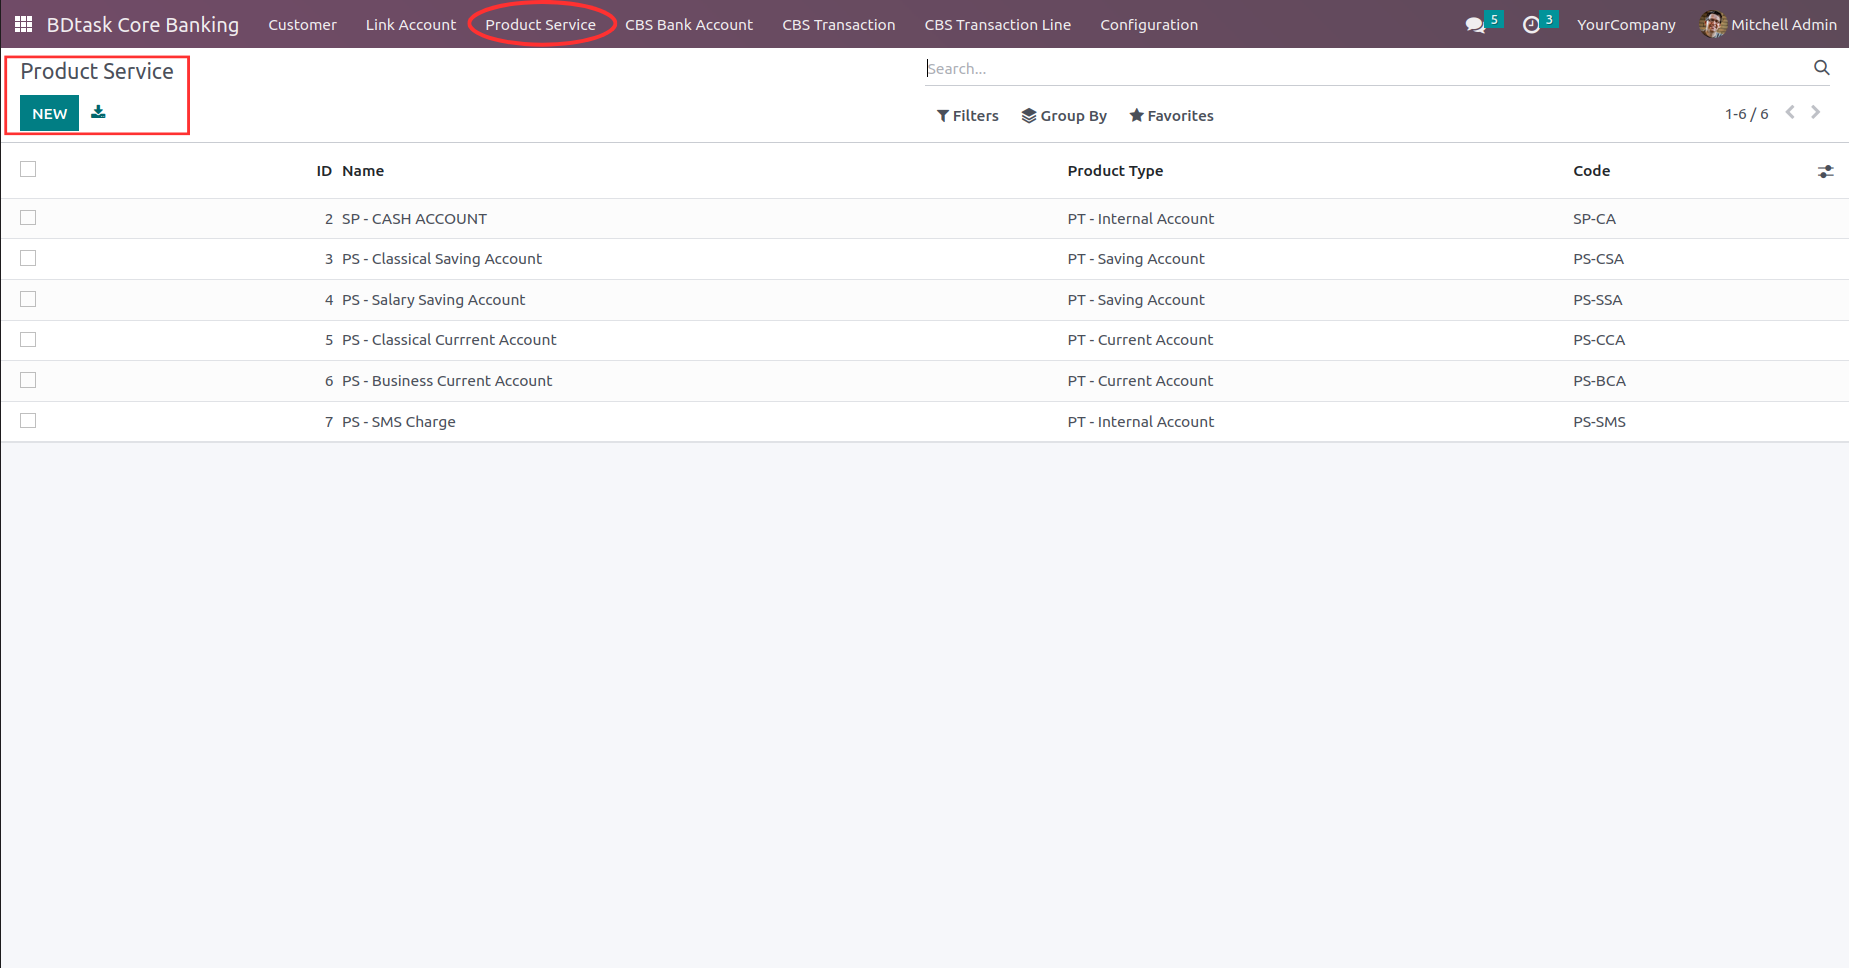 BDtask Core Banking Customer Link Account Product Service CBS Bank Account CBS Transaction CBS Transaction Line Configuration 5 3 YourCompany Mitchell Admin
Product Service Search...
NEW Filters Group By Favorites 1-6 / 6
ID Name Product Type Code
2 SP - CASH ACCOUNT PT - Internal Account SP-CA
3 PS - Classical Saving Account PT - Saving Account PS-CSA
4 PS - Salary Saving Account PT - Saving Account PS-SSA
5 PS - Classical Currrent Account PT - Current Account PS-CCA
6 PS - Business Current Account PT - Current Account PS-BCA
7 PS - SMS Charge PT - Internal Account PS-SMS